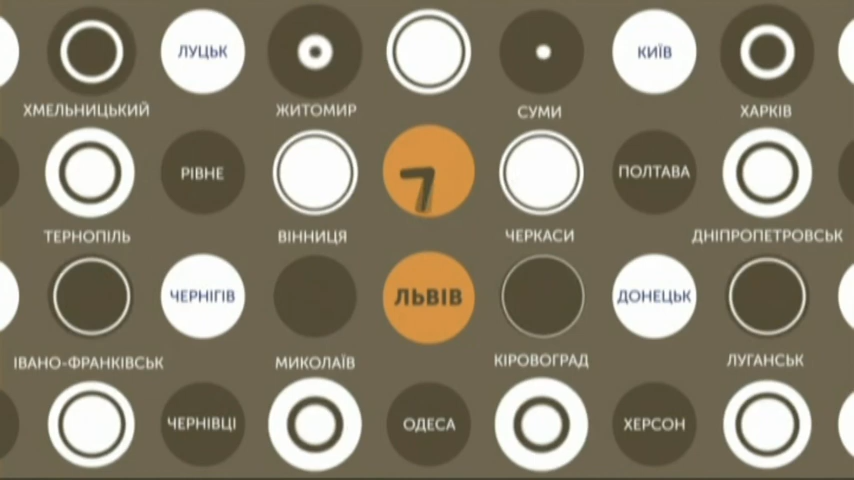 ЛУЦЬК
КИЇВ
ХМЕЛЬНИЦЬКИЙ
ЖИТОМИР
СУМИ
ХАРКІВ
РІВНЕ
7
ПОЛТАВА
ТЕРНОПІЛЬ
ВІННИЦЯ
ЧЕРКАСИ
ДНІПРОПЕТРОВСЬК
ЧЕРНІГІВ
ЛЬВІВ
ДОНЕЦЬК
ІВАНО-ФРАНКІВСЬК
МИКОЛАЇВ
КІРОВОГРАД
ЛУГАНСЬК
ЧЕРНІВЦІ
ОДЕСА
ХЕРСОН